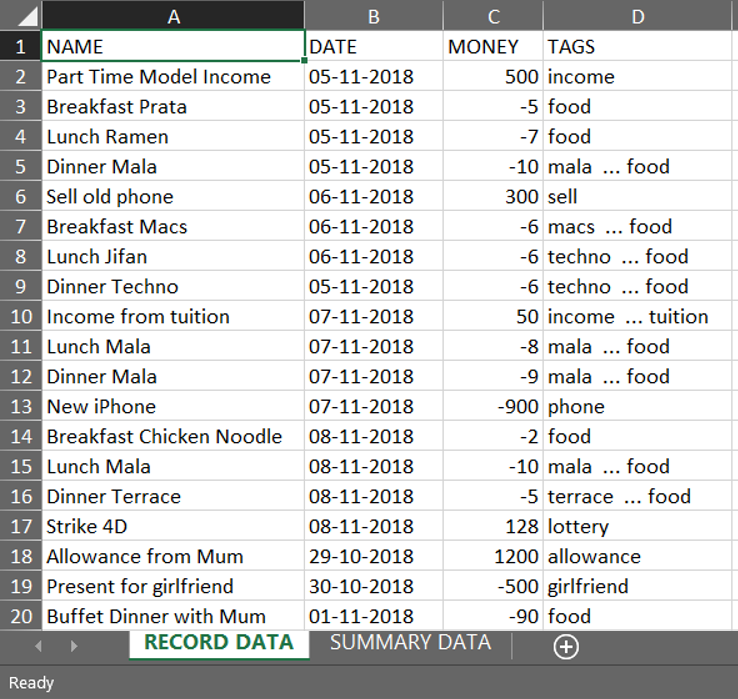 A B C D
1 NAME DATE MONEY TAGS
2 Part Time Model Income 05-11-2018 500 income
3 Breakfast Prata 05-11-2018 -5 food
4 Lunch Ramen 05-11-2018 -7 food
5 Dinner Mala 05-11-2018 -10 mala ... food
6 Sell old phone 06-11-2018 300 sell
7 Breakfast Macs 06-11-2018 -6 macs ... food
8 Lunch Jifan 06-11-2018 -6 techno ... food
9 Dinner Techno 05-11-2018 -6 techno ... food
10 Income from tuition 07-11-2018 50 income ... tuition
11 Lunch Mala 07-11-2018 -8 mala ... food
12 Dinner Mala 07-11-2018 -9 mala ... food
13 New iPhone 07-11-2018 -900 phone
14 Breakfast Chicken Noodle 08-11-2018 -2 food
15 Lunch Mala 08-11-2018 -10 mala ... food
16 Dinner Terrace 08-11-2018 -5 terrace ... food
17 Strike 4D 08-11-2018 128 lottery
18 Allowance from Mum 29-10-2018 1200 allowance
19 Present for girlfriend 30-10-2018 -500 girlfriend
20 Buffet Dinner with Mum 01-11-2018 -90 food
RECORD DATA SUMMARY DATA
Ready